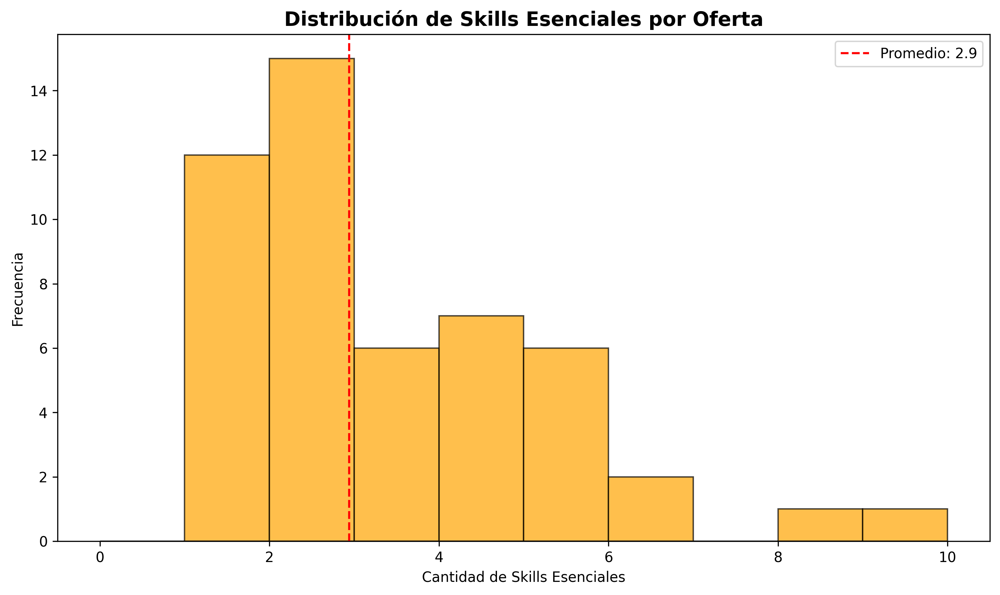 Distribución de Skills Esenciales por Oferta
Promedio: 2.9
14
12
10
8
6
4
2
0
Frecuencia
0 2 4 6 8 10
Cantidad de Skills Esenciales